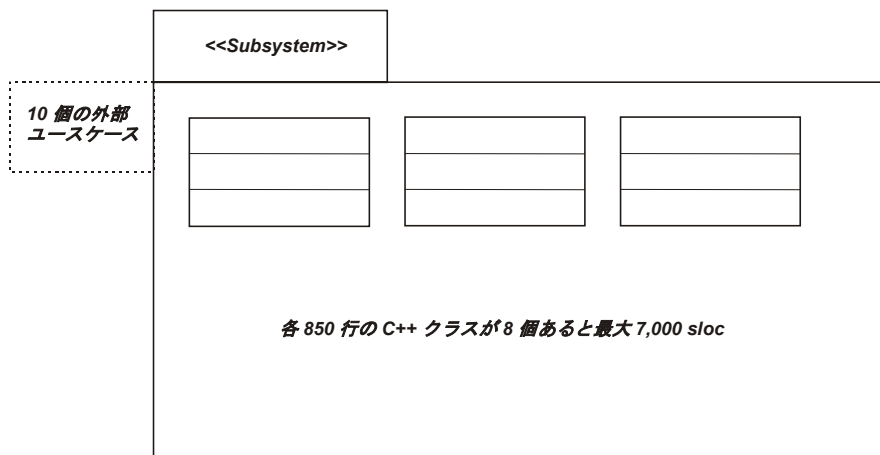 <<Subsystem>>
10 個の外部
ユースケース
各 850 行の C++ クラスが 8 個あると最大 7,000 sloc